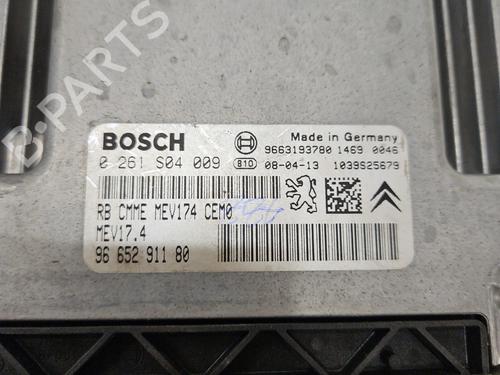 B-PARTS
BOSCH
Made in Germany
9663193780 1469 0046
0 261 S04 009 810 08-04-13 1039S25679
RB CMME MEV174 CEM0
MEV17.4
96 652 911 80